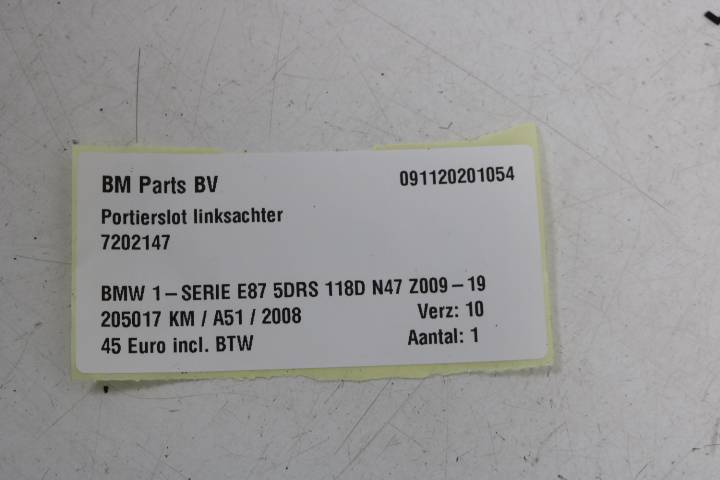 BM Parts BV 091120201054
Portierslot linksachter
7202147
BMW 1-SERIE E87 5DRS 118D N47 Z009-19
205017 KM / A51 / 2008 Verz: 10
45 Euro incl. BTW Aantal: 1